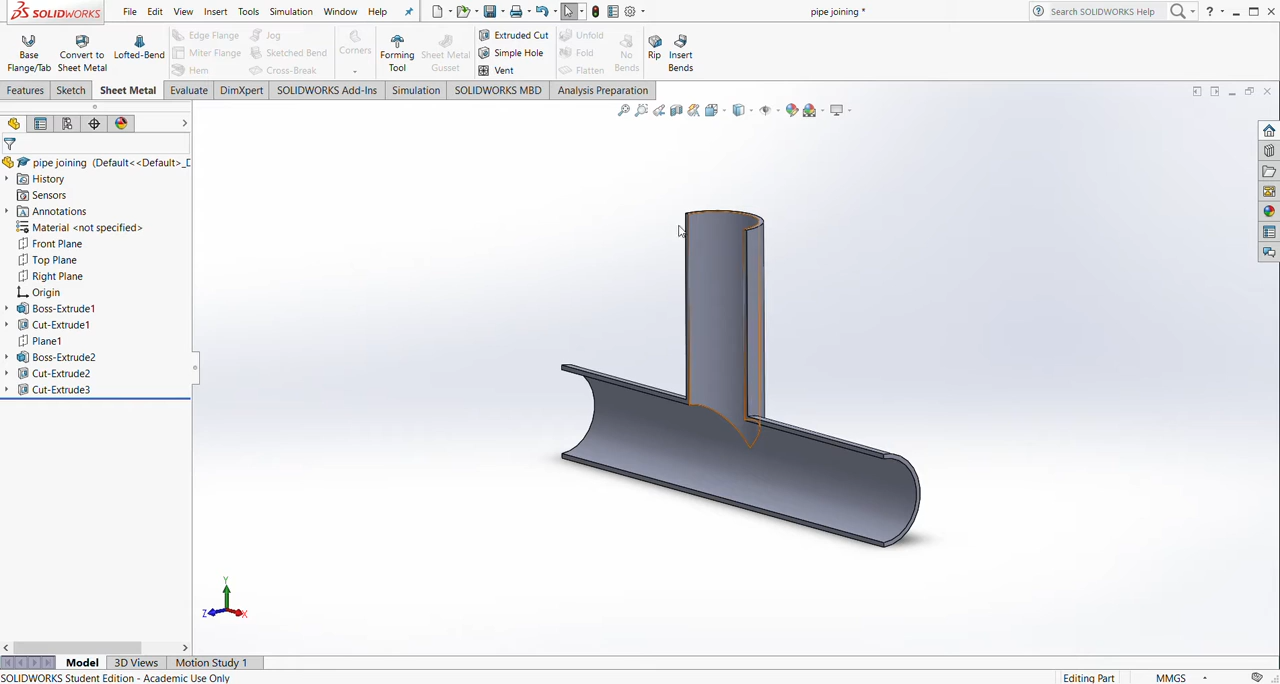 SOLIDWORKS
File Edit View Insert Tools Simulation Window Help
pipe joining *
Search SOLIDWORKS Help
?
Base Flange/Tab
Convert to Sheet Metal
Lofted-Bend
Edge Flange
Miter Flange
Hem
Jog
Sketched Bend
Cross-Break
Corners
Forming Tool
Sheet Metal Gusset
Extruded Cut
Simple Hole
Vent
Unfold
Fold
Flatten
No Bends
Rip
Insert Bends
Features Sketch Sheet Metal Evaluate DimXpert SOLIDWORKS Add-Ins Simulation SOLIDWORKS MBD Analysis Preparation
pipe joining (Default<<Default>_D
History
Sensors
Annotations
Material <not specified>
Front Plane
Top Plane
Right Plane
Origin
Boss-Extrude1
Cut-Extrude1
Plane1
Boss-Extrude2
Cut-Extrude2
Cut-Extrude3
Y
Z
X
Model 3D Views Motion Study 1
SOLIDWORKS Student Edition - Academic Use Only
Editing Part
MMGS